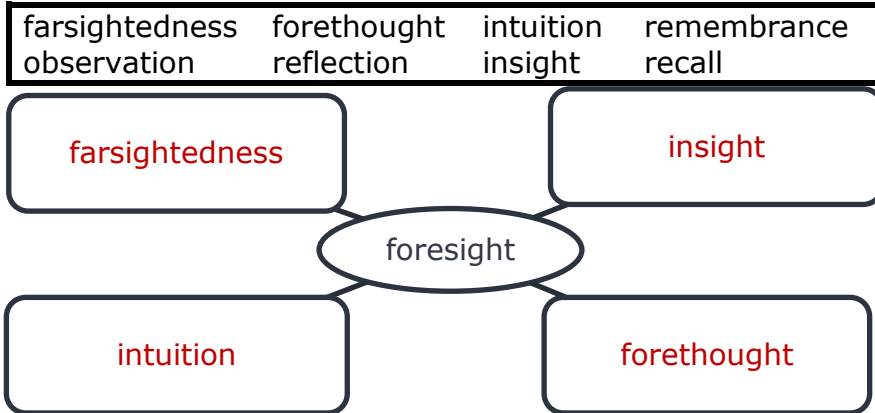 farsightedness forethought intuition remembrance
observation reflection insight recall
farsightedness
insight
foresight
intuition
forethought